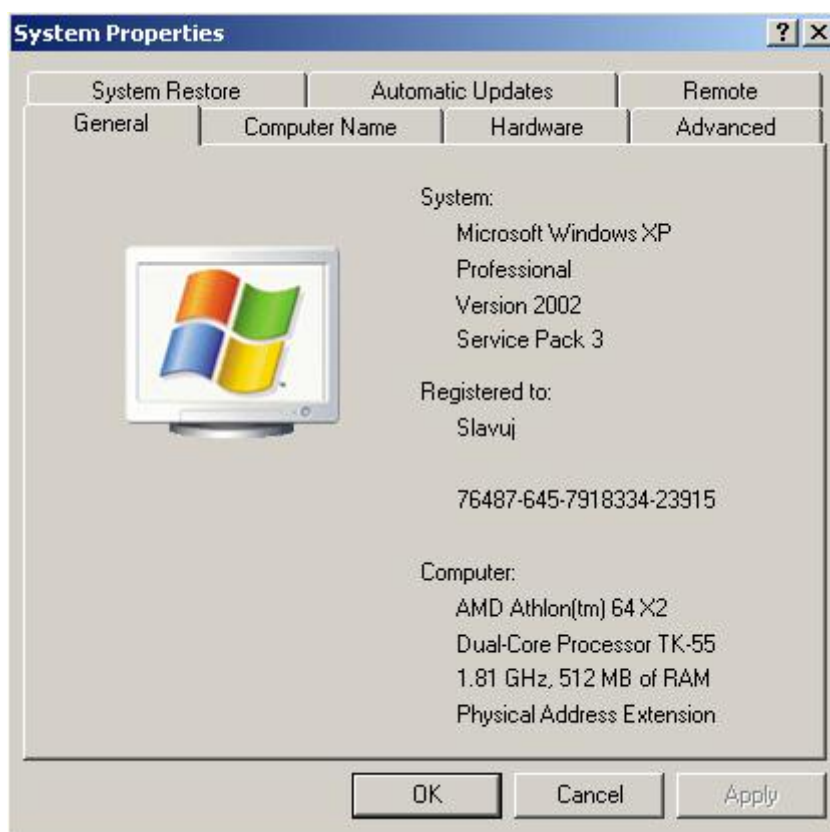 System Properties
System Restore
Automatic Updates
Remote
General
Computer Name
Hardware
Advanced
System:
Microsoft Windows XP
Professional
Version 2002
Service Pack 3
Registered to:
Slavuj
76487-645-7918334-23915
Computer:
AMD Athlon(tm) 64 X2
Dual-Core Processor TK-55
1.81 GHz, 512 MB of RAM
Physical Address Extension
OK
Cancel
Apply